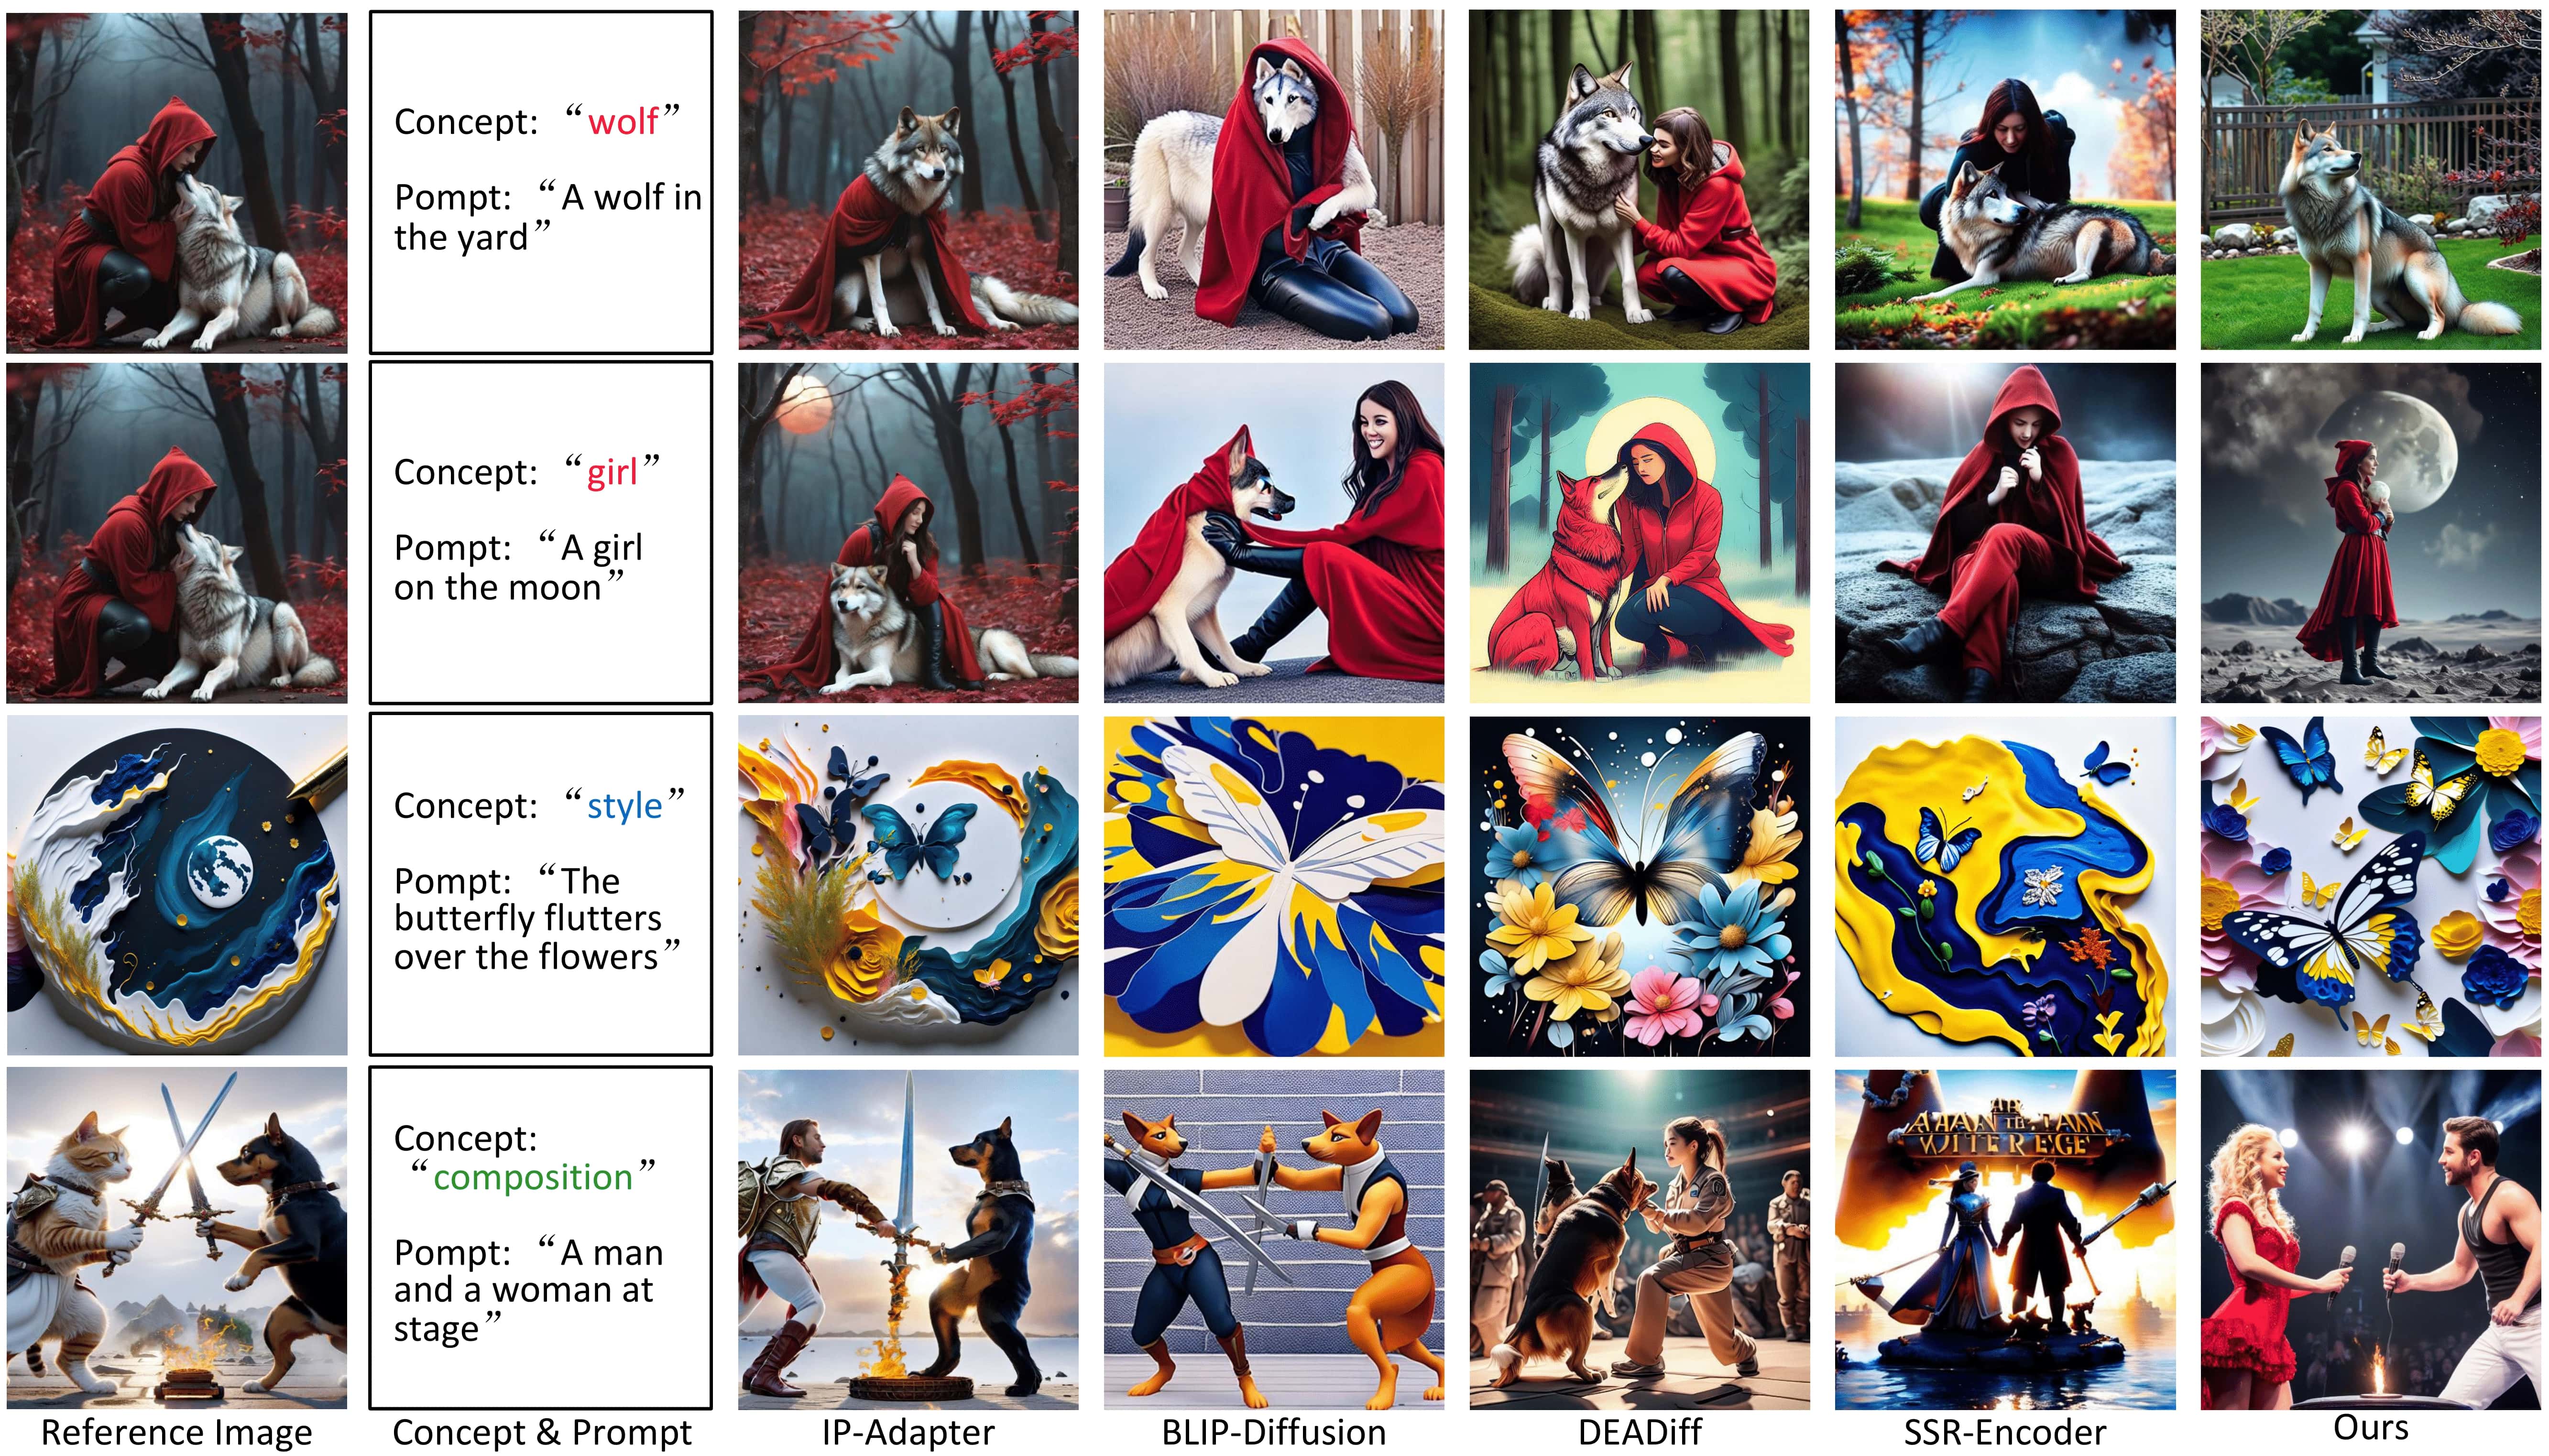 Concept: “wolf”
Pompt: “A wolf in
the yard”
Concept: “girl”
Pompt: “A girl
on the moon”
Concept: “style”
Pompt: “The
butterfly flutters
over the flowers”
Concept:
“composition”
Pompt: “A man
and a woman at
stage”
WITER EGE
Reference Image
Concept & Prompt
IP-Adapter
BLIP-Diffusion
DEADiff
SSR-Encoder
Ours